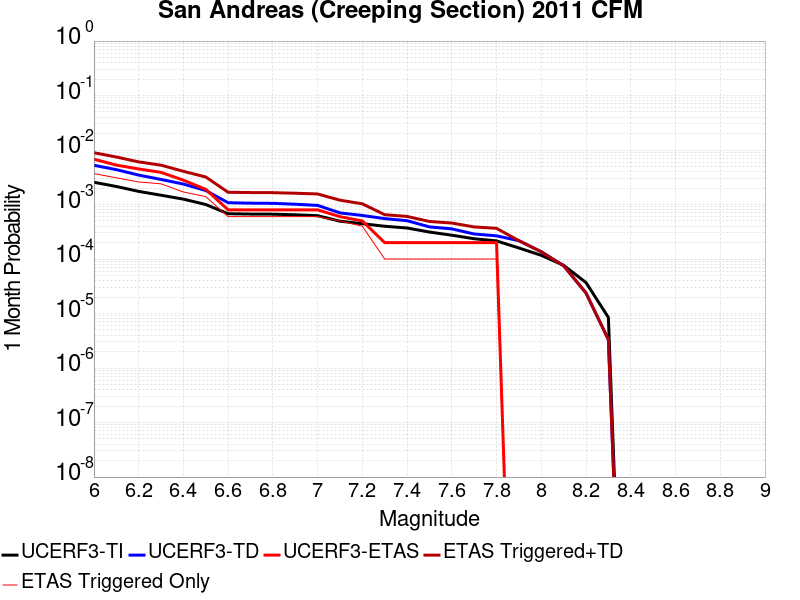 San Andreas (Creeping Section) 2011 CFM
1 Month Probability
10^0
10^-1
10^-2
10^-3
10^-4
10^-5
10^-6
10^-7
10^-8
6 6.2 6.4 6.6 6.8 7 7.2 7.4 7.6 7.8 8 8.2 8.4 8.6 8.8 9
Magnitude
UCERF3-TI UCERF3-TD UCERF3-ETAS ETAS Triggered+TD
ETAS Triggered Only